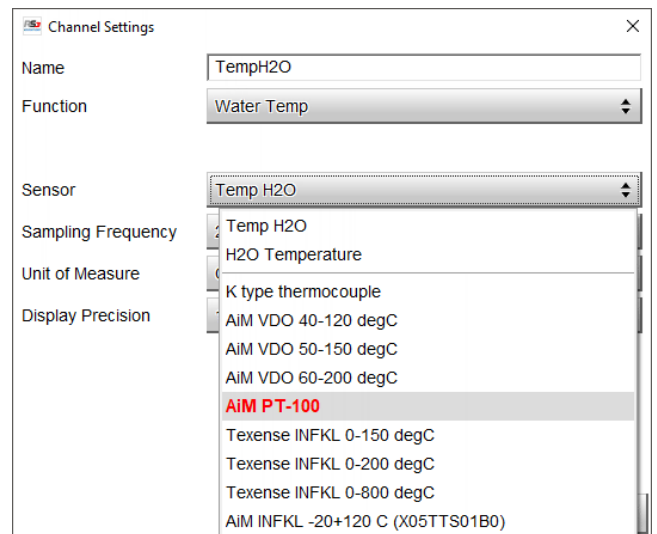 Channel Settings
Name TempH2O
Function Water Temp
Sensor Temp H2O
Sampling Frequency
Unit of Measure
Display Precision
Temp H2O
H2O Temperature
K type thermocouple
AiM VDO 40-120 degC
AiM VDO 50-150 degC
AiM VDO 60-200 degC
AiM PT-100
Texense INFKL 0-150 degC
Texense INFKL 0-200 degC
Texense INFKL 0-800 degC
AiM INFKL -20+120 C (X05TTS01B0)